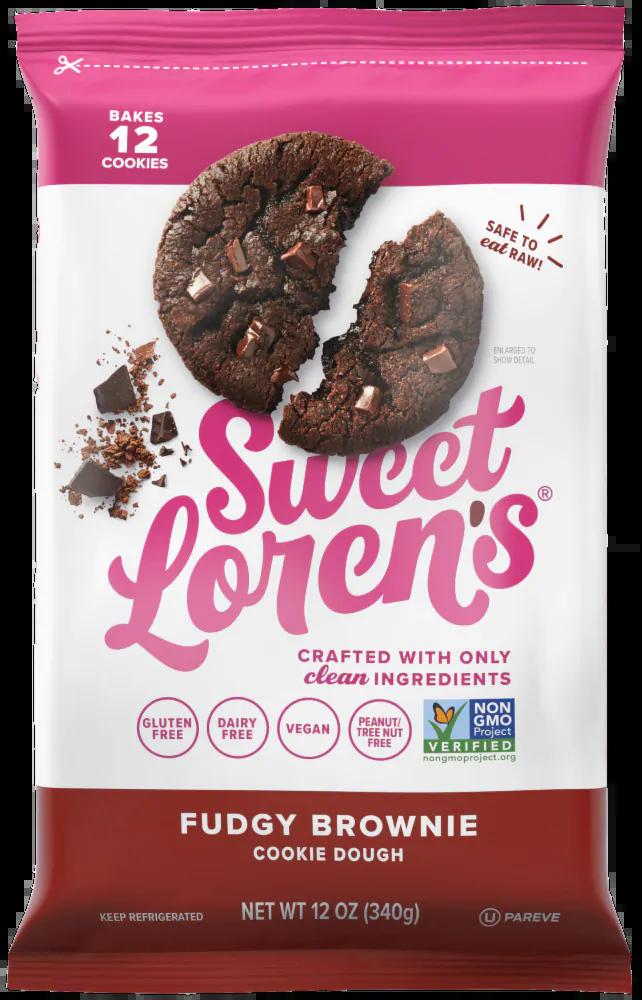 BAKES
12
COOKIES
SAFE TO
eat RAW!
ENLARGED TO
SHOW DETAIL
Sweet
Loren's®
CRAFTED WITH ONLY
clean INGREDIENTS
GLUTEN
FREE
DAIRY
FREE
VEGAN
PEANUT/
TREE NUT
FREE
NON
GMO
Project
VERIFIED
nongmoproject.org
FUDGY BROWNIE
COOKIE DOUGH
KEEP REFRIGERATED
NET WT 12 OZ (340g)
U PAREVE